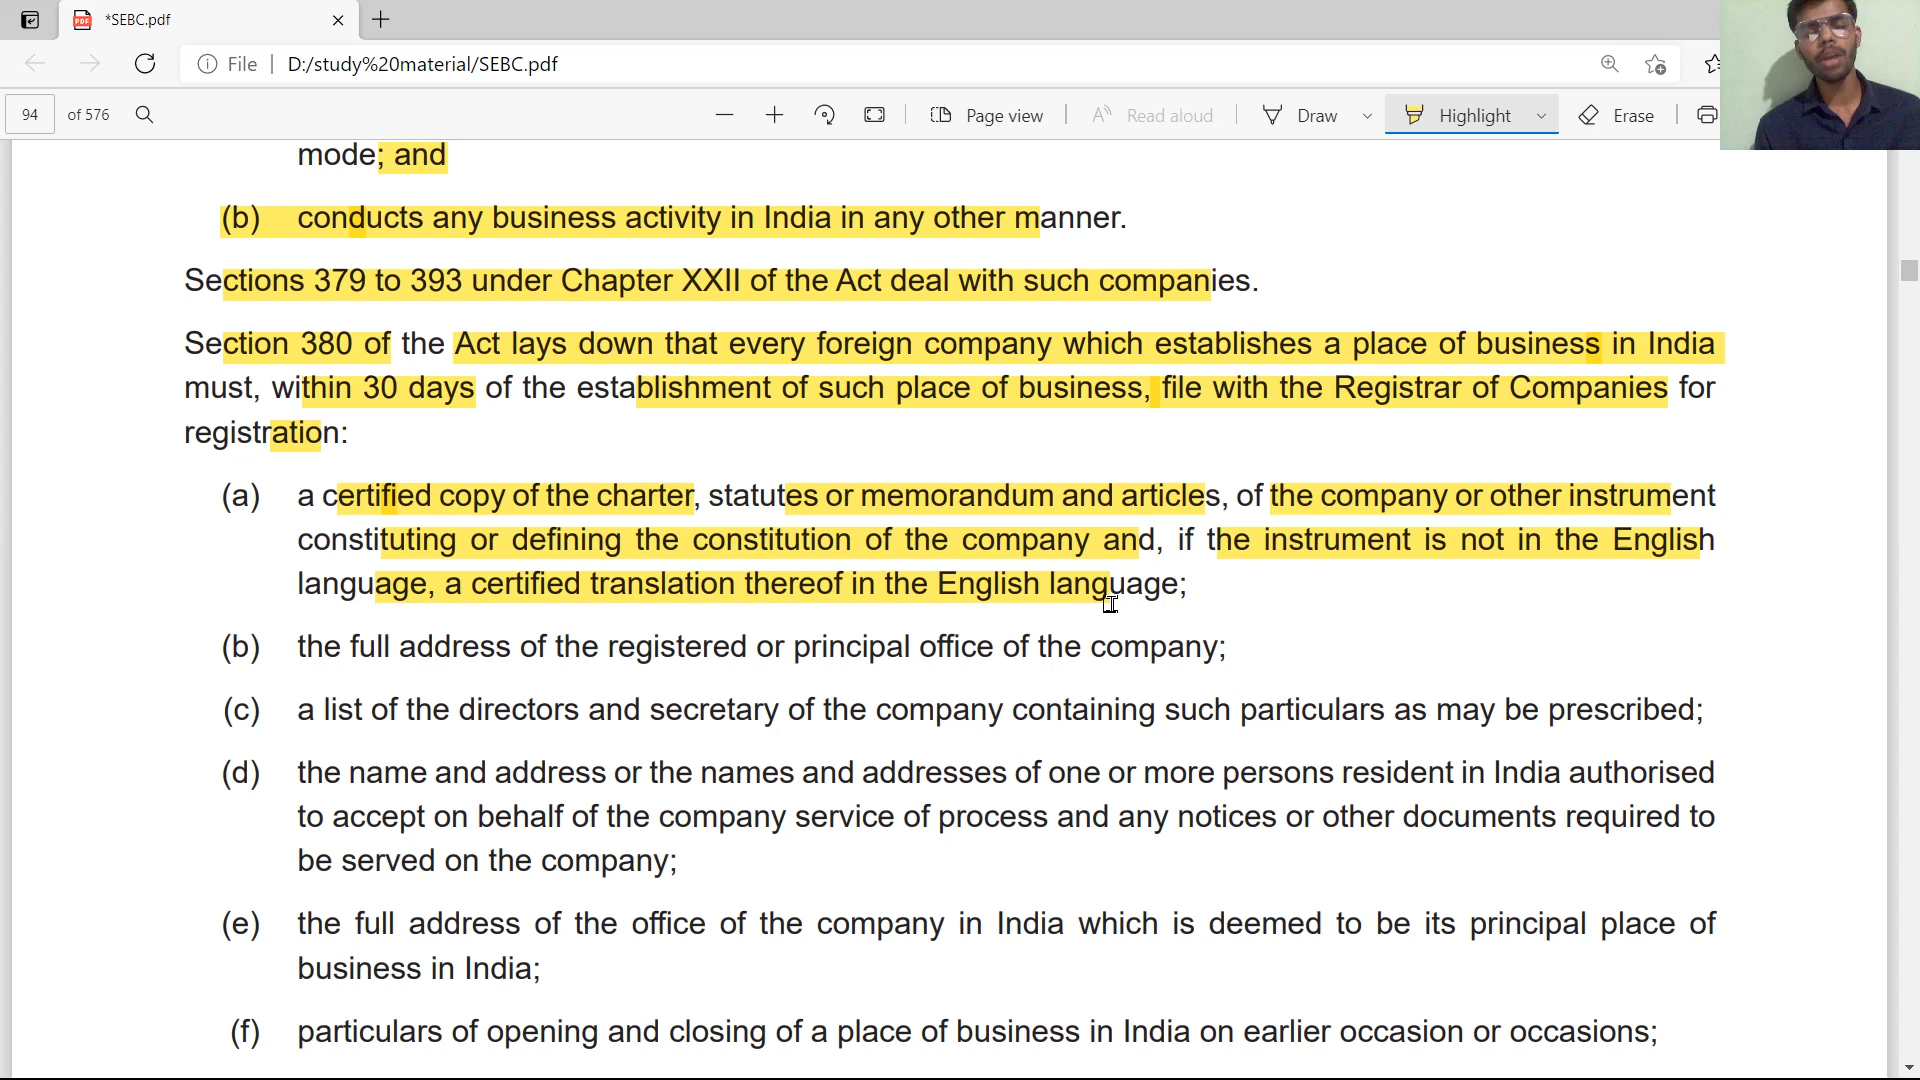 *SEBC.pdf
File | D:/study%20material/SEBC.pdf
94 of 576 Page view Read aloud Draw Highlight Erase
mode; and
(b) conducts any business activity in India in any other manner.
Sections 379 to 393 under Chapter XXII of the Act deal with such companies.
Section 380 of the Act lays down that every foreign company which establishes a place of business in India
must, within 30 days of the establishment of such place of business, file with the Registrar of Companies for
registration:
(a) a certified copy of the charter, statutes or memorandum and articles, of the company or other instrument
constituting or defining the constitution of the company and, if the instrument is not in the English
language, a certified translation thereof in the English language;
(b) the full address of the registered or principal office of the company;
(c) a list of the directors and secretary of the company containing such particulars as may be prescribed;
(d) the name and address or the names and addresses of one or more persons resident in India authorised
to accept on behalf of the company service of process and any notices or other documents required to
be served on the company;
(e) the full address of the office of the company in India which is deemed to be its principal place of
business in India;
(f) particulars of opening and closing of a place of business in India on earlier occasion or occasions;